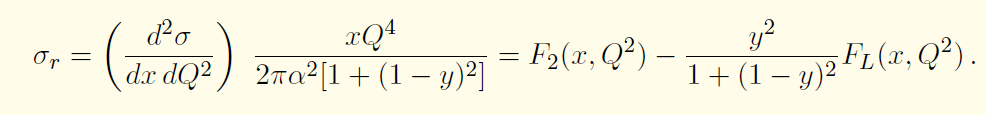 σ_r = ( d²σ / dx dQ² ) xQ⁴ / 2πα²[1 + (1 − y)²] = F₂(x, Q²) − y² / 1 + (1 − y)² F_L(x, Q²) .